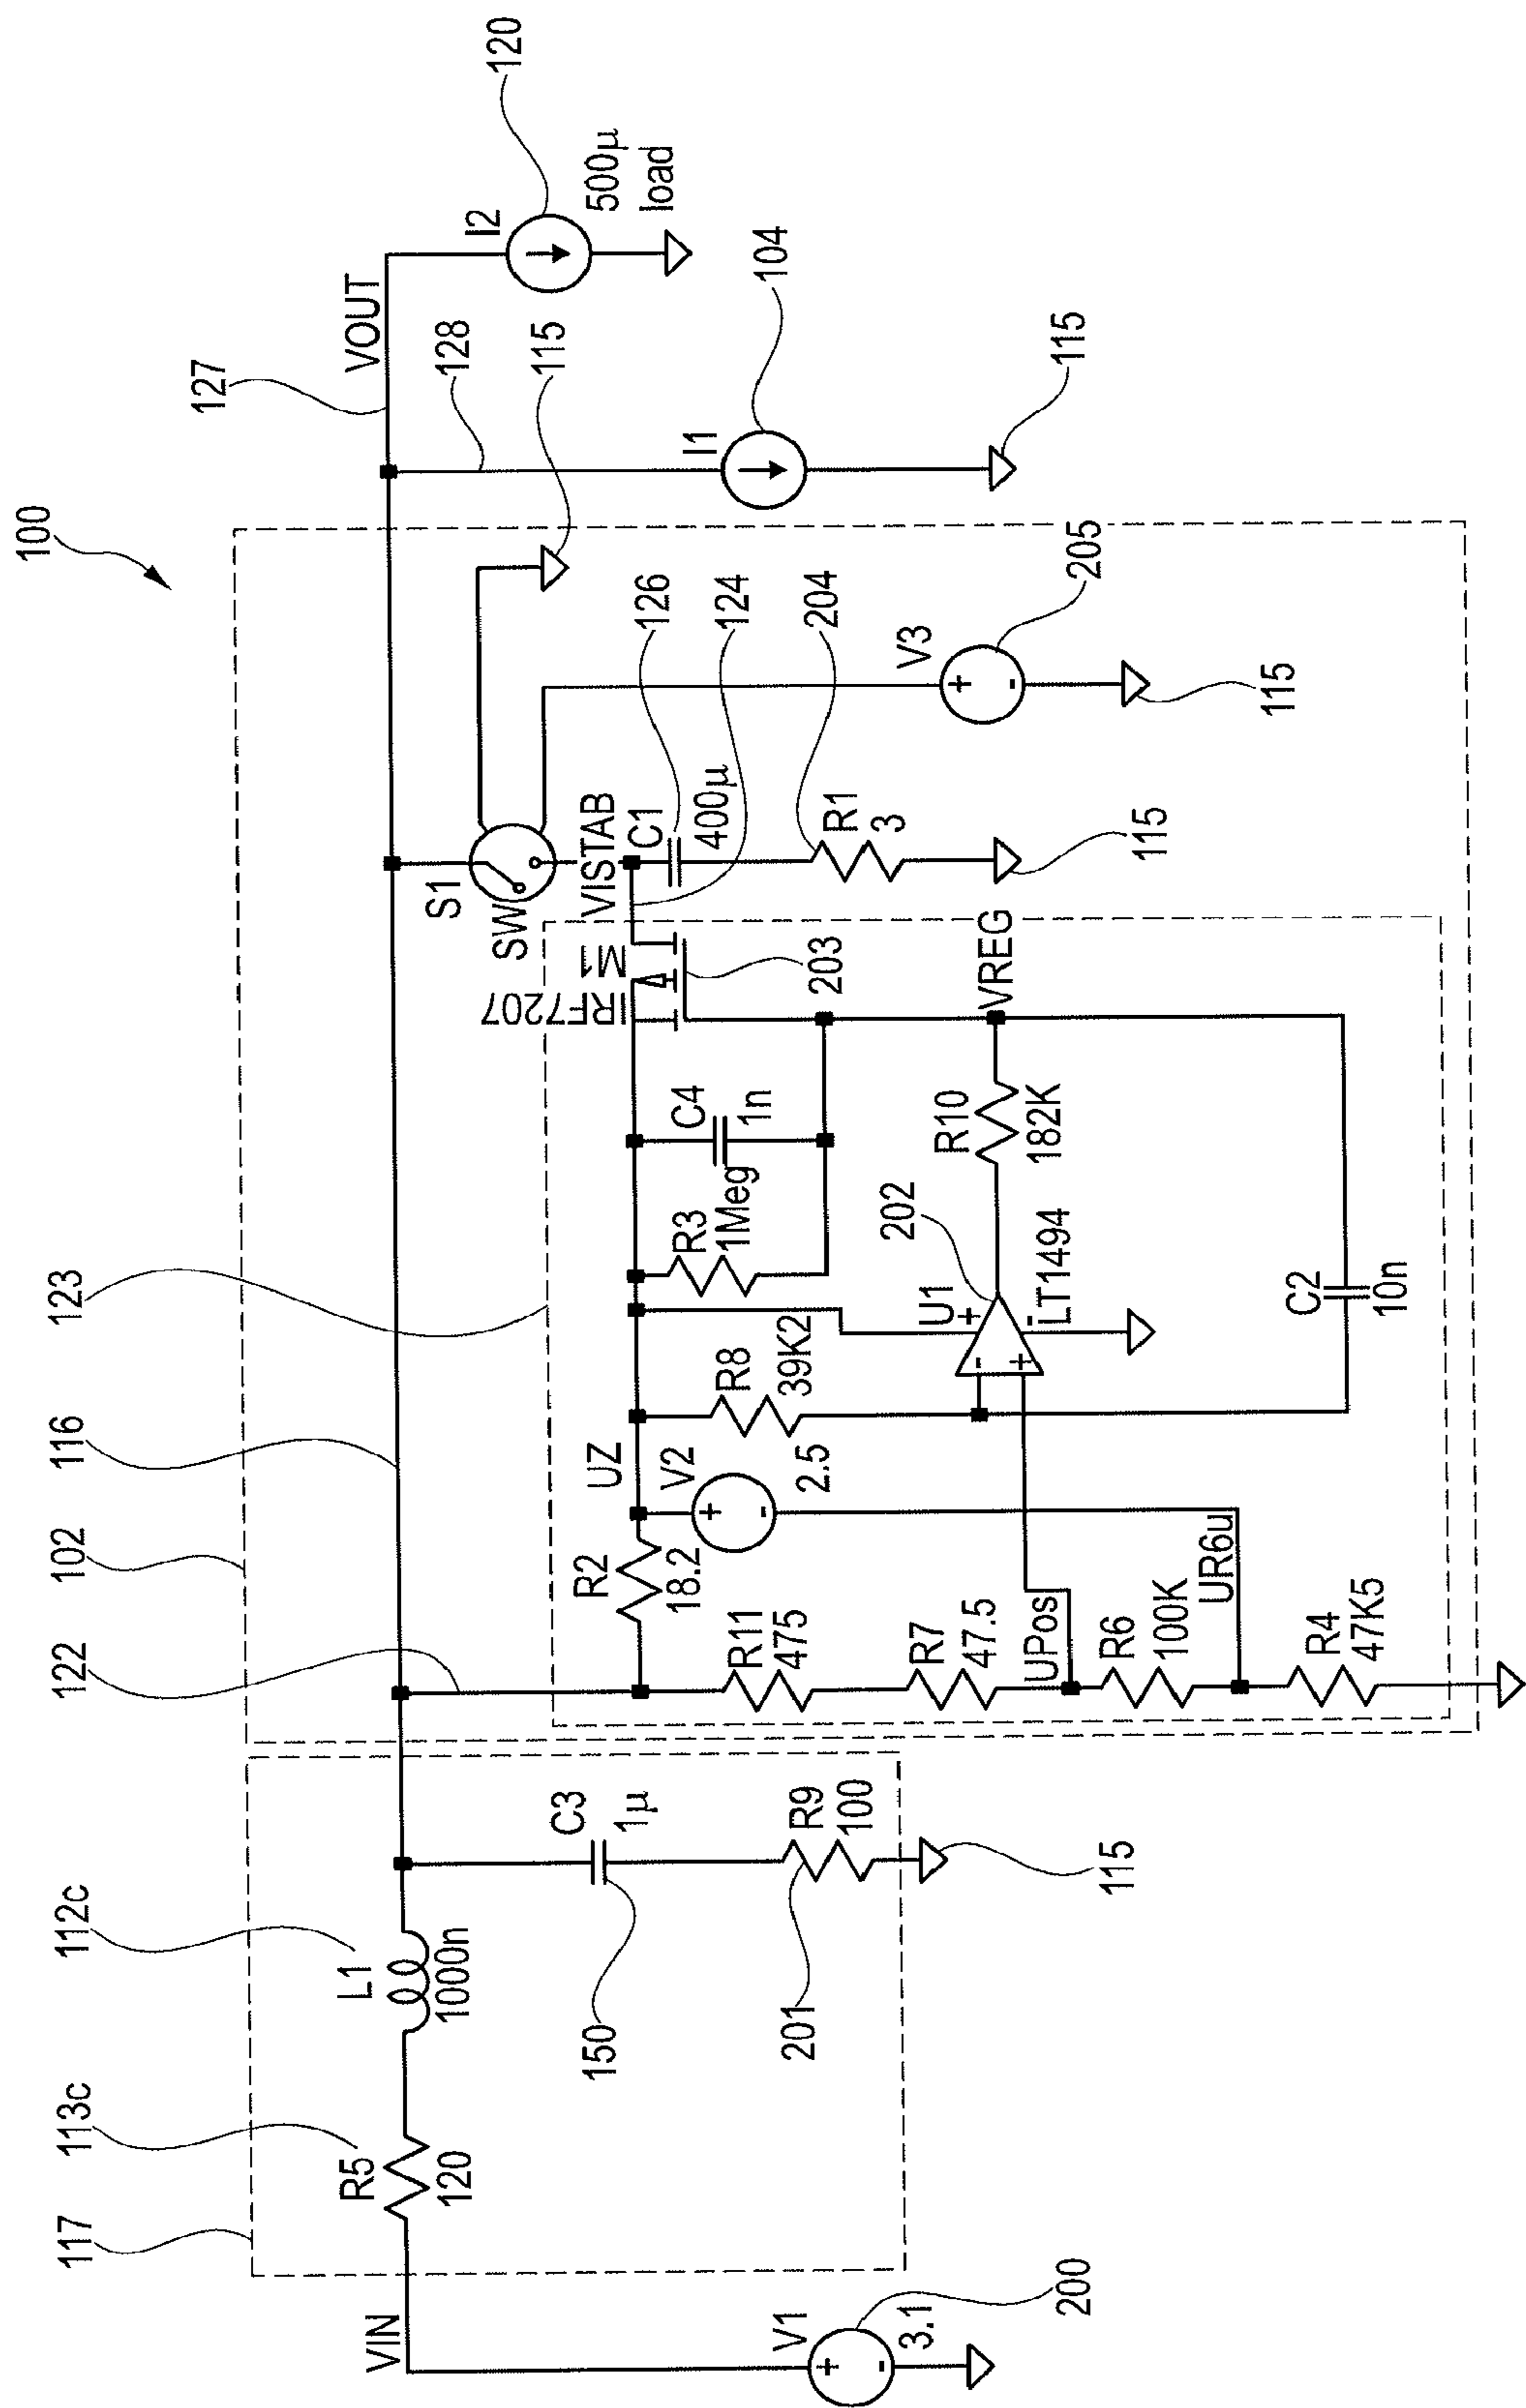 100
117
113c
112c
122
102
116
123
127
128
VIN
V1
3.1
200
R5
120
L1
1000n
C3
1µ
150
R9
100
201
115
R2
18.2
R11
475
R7
47.5
UPos
R6
100K
UR6u
R4
47K5
UZ
V2
2.5
R8
39K2
R3
1Meg
C4
1n
U1
LT1494
202
+
-
R10
182K
VREG
C2
10n
IRF7207
M1
203
S1
SW
VISTAB
C1
400µ
126
124
R1
3
204
115
V3
205
115
115
VOUT
I1
104
115
I2
500µ
load
120